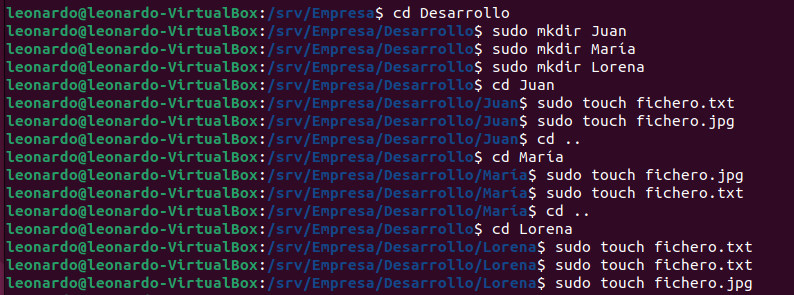 leonardo@leonardo-VirtualBox:/srv/Empresa$ cd Desarrollo
leonardo@leonardo-VirtualBox:/srv/Empresa/Desarrollo$ sudo mkdir Juan
leonardo@leonardo-VirtualBox:/srv/Empresa/Desarrollo$ sudo mkdir María
leonardo@leonardo-VirtualBox:/srv/Empresa/Desarrollo$ sudo mkdir Lorena
leonardo@leonardo-VirtualBox:/srv/Empresa/Desarrollo$ cd Juan
leonardo@leonardo-VirtualBox:/srv/Empresa/Desarrollo/Juan$ sudo touch fichero.txt
leonardo@leonardo-VirtualBox:/srv/Empresa/Desarrollo/Juan$ sudo touch fichero.jpg
leonardo@leonardo-VirtualBox:/srv/Empresa/Desarrollo/Juan$ cd ..
leonardo@leonardo-VirtualBox:/srv/Empresa/Desarrollo$ cd María
leonardo@leonardo-VirtualBox:/srv/Empresa/Desarrollo/María$ sudo touch fichero.jpg
leonardo@leonardo-VirtualBox:/srv/Empresa/Desarrollo/María$ sudo touch fichero.txt
leonardo@leonardo-VirtualBox:/srv/Empresa/Desarrollo/María$ cd ..
leonardo@leonardo-VirtualBox:/srv/Empresa/Desarrollo$ cd Lorena
leonardo@leonardo-VirtualBox:/srv/Empresa/Desarrollo/Lorena$ sudo touch fichero.txt
leonardo@leonardo-VirtualBox:/srv/Empresa/Desarrollo/Lorena$ sudo touch fichero.txt
leonardo@leonardo-VirtualBox:/srv/Empresa/Desarrollo/Lorena$ sudo touch fichero.jpg